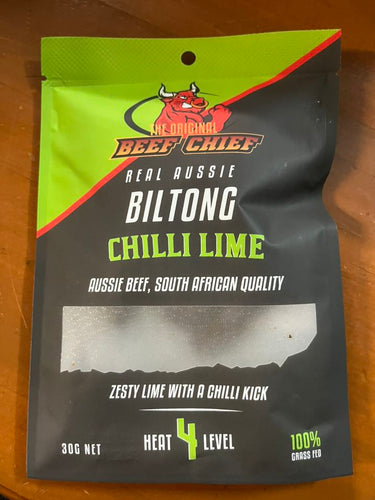 THE ORIGINAL
BEEF CHIEF
REAL AUSSIE
BILTONG
CHILLI LIME
AUSSIE BEEF, SOUTH AFRICAN QUALITY
ZESTY LIME WITH A CHILLI KICK
30G NET
HEAT 4 LEVEL
100%
GRASS FED